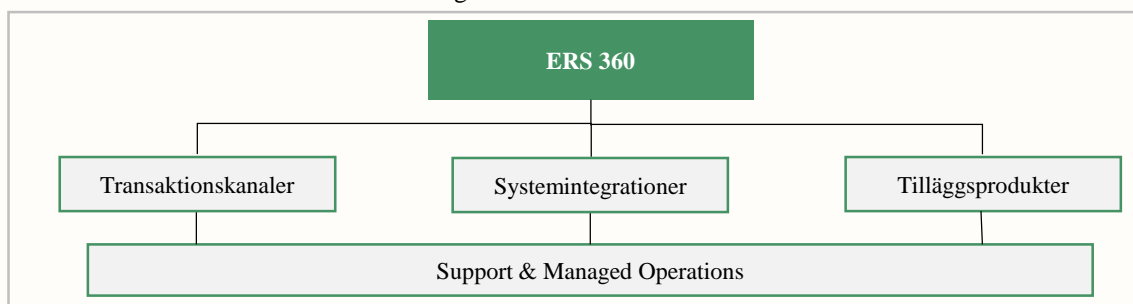 ERS 360
Transaktionskanaler
Systemintegrationer
Tilläggsprodukter
Support & Managed Operations